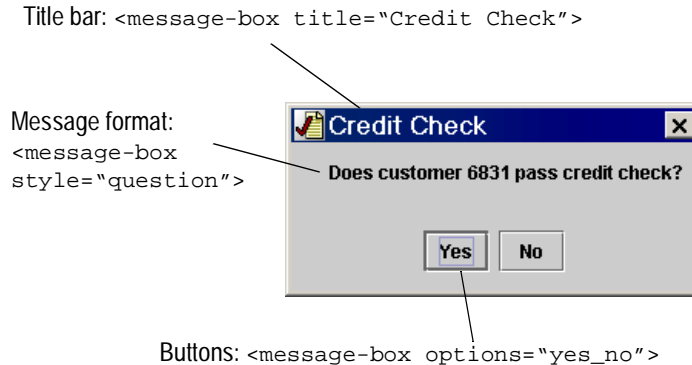 Title bar: <message-box title="Credit Check">
Message format:
<message-box
style="question">
Credit Check
Does customer 6831 pass credit check?
Yes No
Buttons: <message-box options="yes_no">